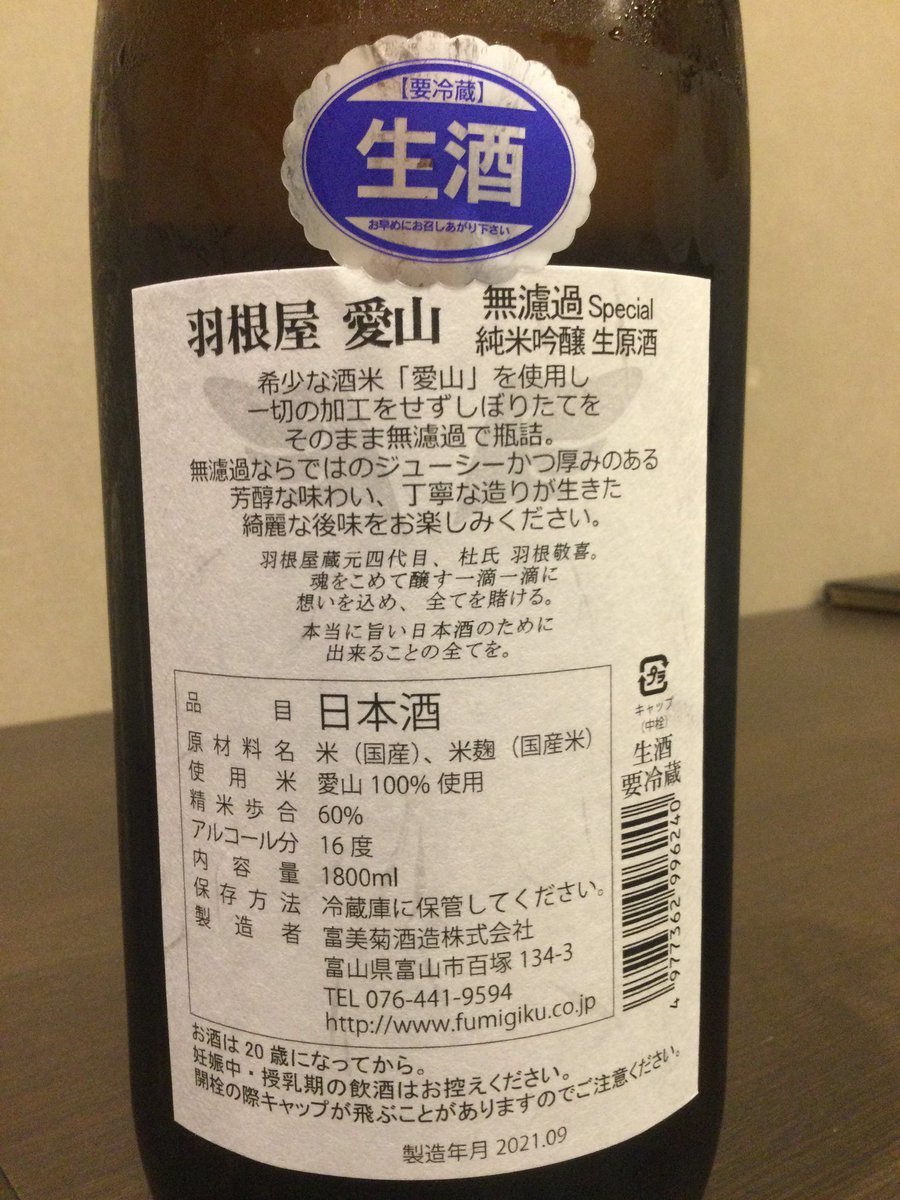 【要冷蔵】
生酒
お早めにお召しあがり下さい
羽根屋 愛山
無濾過 Special
純米吟醸 生原酒
希少な酒米「愛山」を使用し
一切の加工をせずしぼりたてを
そのまま無濾過で瓶詰。
無濾過ならではのジューシーかつ厚みのある
芳醇な味わい、丁寧な造りが生きた
綺麗な後味をお楽しみください。
羽根屋蔵元四代目、杜氏 羽根敬喜。
魂をこめて醸す一滴一滴に
想いを込め、全てを賭ける。
本当に旨い日本酒のために
出来ることの全てを。
品目 日本酒
原材料名 米（国産）、米麹（国産米）
使用米 愛山100%使用
精米歩合 60%
アルコール分 16度
内容量 1800ml
保存方法 冷蔵庫に保管してください。
製造者 富美菊酒造株式会社
富山県富山市百塚134-3
TEL 076-441-9594
http://www.fumigiku.co.jp
プラ
キャップ
(中栓)
生酒
要冷蔵
4 977362 996240
お酒は20歳になってから。
妊娠中・授乳期の飲酒はお控えください。
開栓の際キャップが飛ぶことがありますのでご注意ください。
製造年月 2021.09